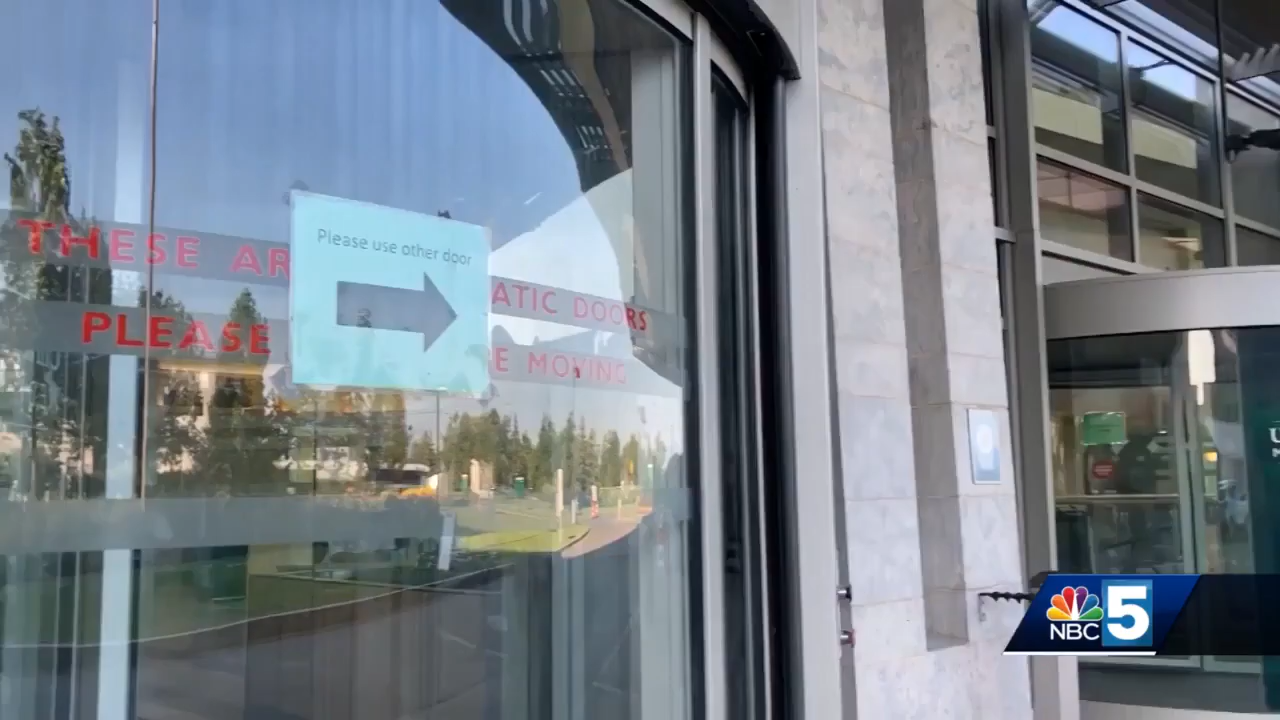 THESE AR
Please use other door
ATIC DOORS
PLEASE
E MOVING
NBC 5